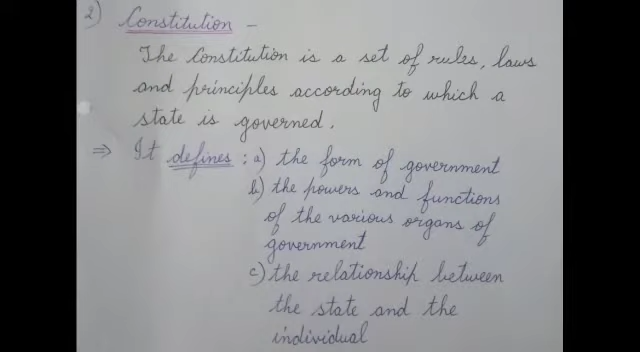 2) Constitution -
The Constitution is a set of rules, laws
and principles according to which a
state is governed.
⇒ It defines : a) the form of government
b) the powers and functions
of the various organs of
government
c) the relationship between
the state and the
individual